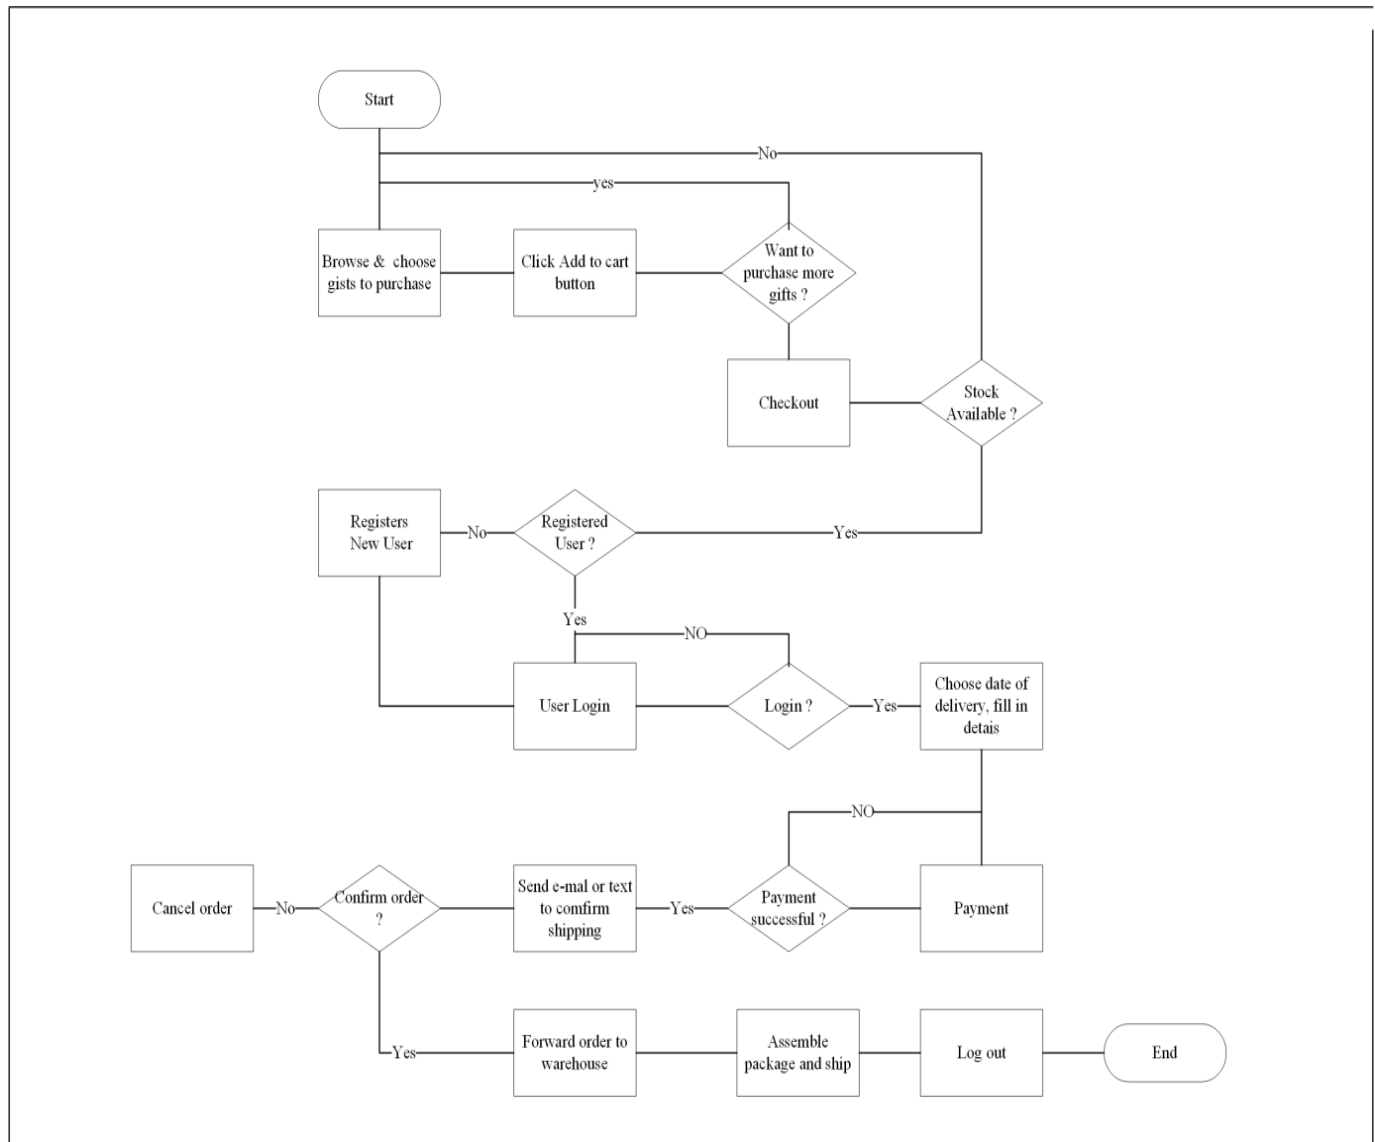 Start
No
yes
Browse & choose
gists to purchase
Click Add to cart
button
Want to
purchase more
gifts ?
Checkout
Stock
Available ?
Registers
New User
No
Registered
User ?
Yes
Yes
NO
User Login
Login ?
Yes
Choose date of
delivery, fill in
detais
NO
Cancel order
No
Confirm order
?
Send e-mal or text
to comfirm
shipping
Yes
Payment
successful ?
Payment
Yes
Forward order to
warehouse
Assemble
package and ship
Log out
End